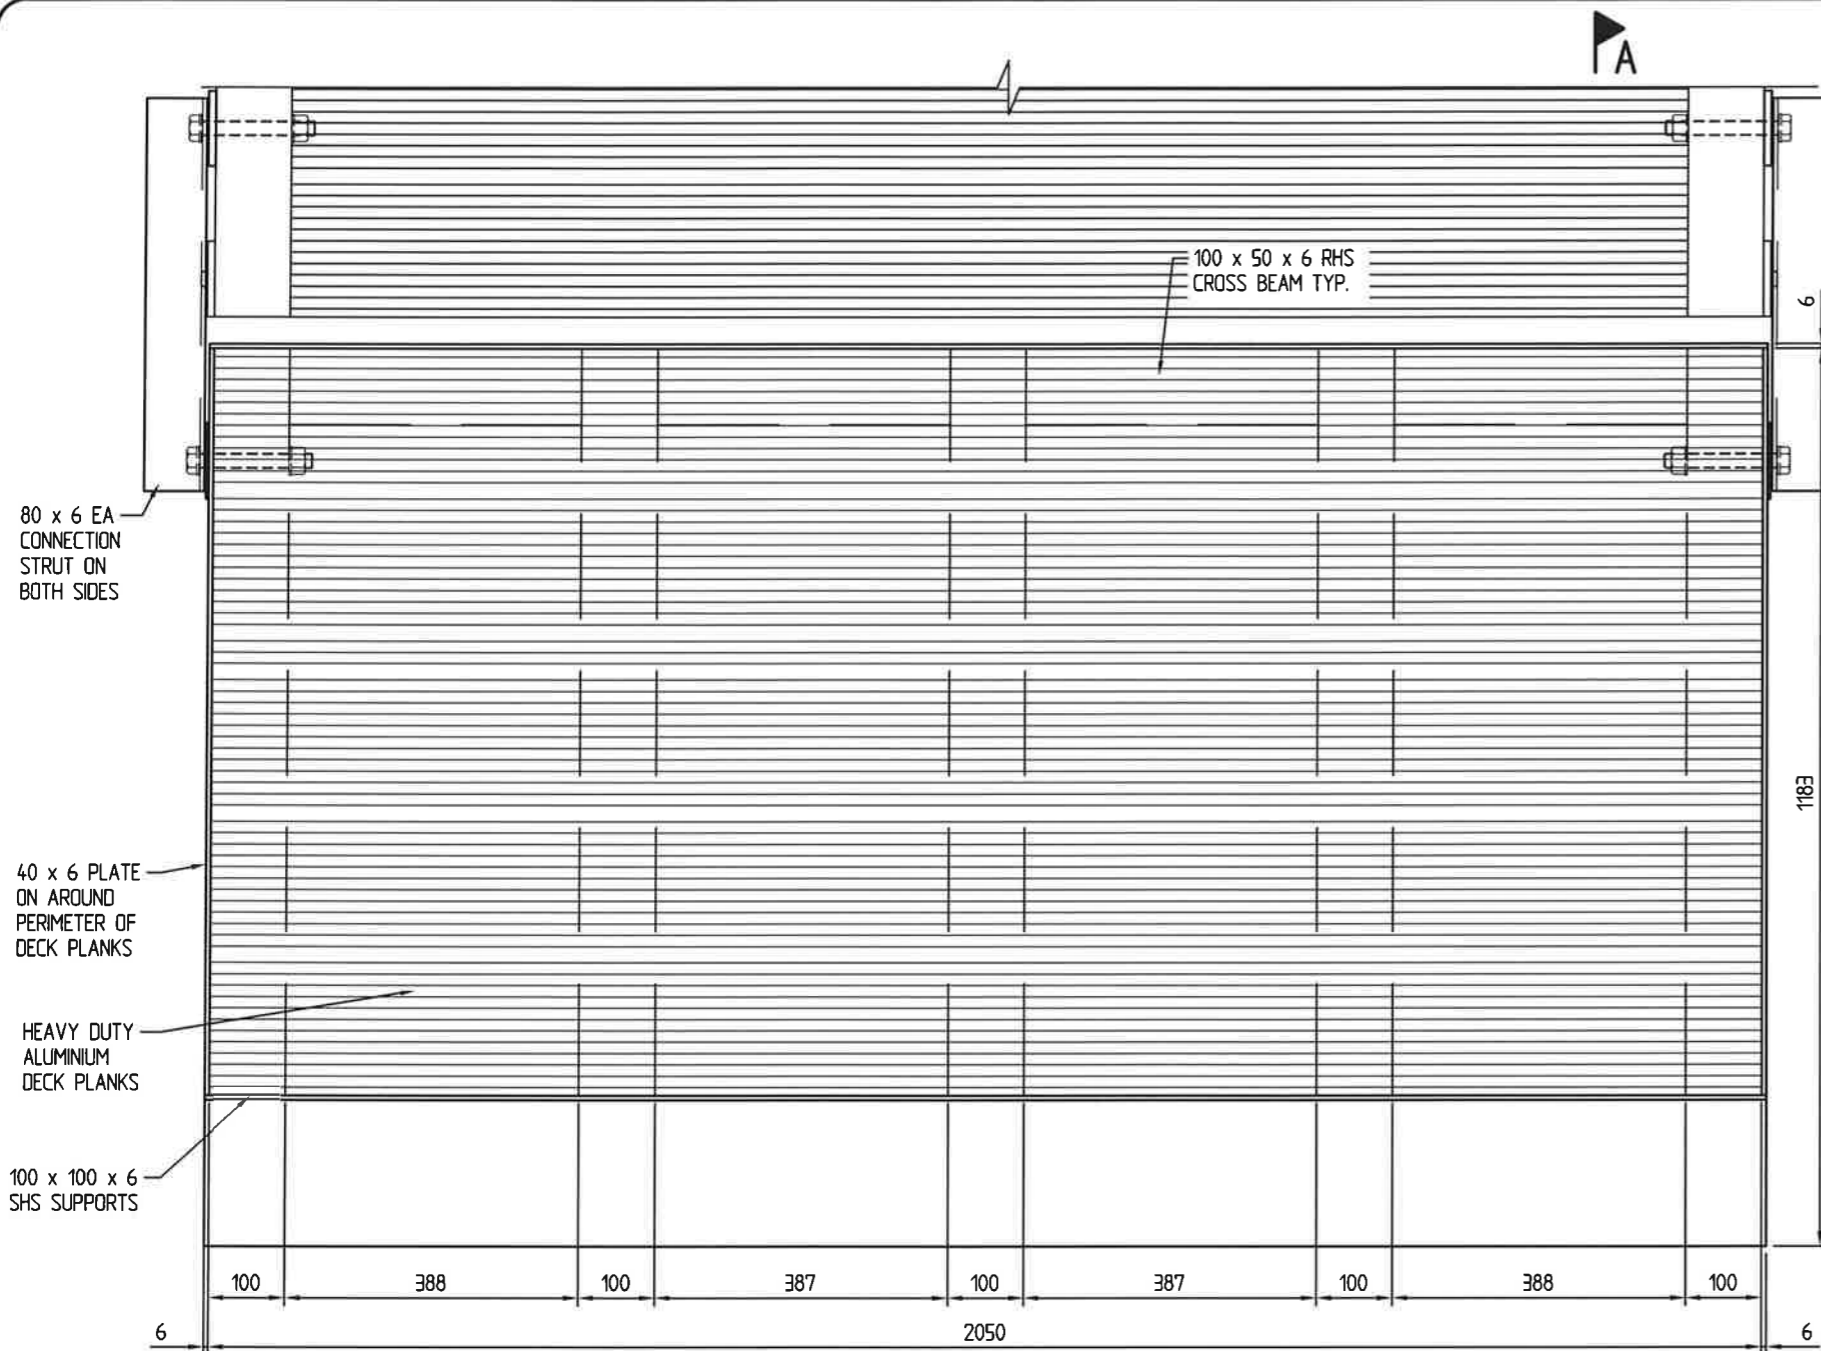 A
100 x 50 x 6 RHS
CROSS BEAM TYP.
6
80 x 6 EA
CONNECTION
STRUT ON
BOTH SIDES
1183
40 x 6 PLATE
ON AROUND
PERIMETER OF
DECK PLANKS
HEAVY DUTY
ALUMINIUM
DECK PLANKS
100 x 100 x 6
SHS SUPPORTS
100 388 100 387 100 387 100 388 100
6 2050 6